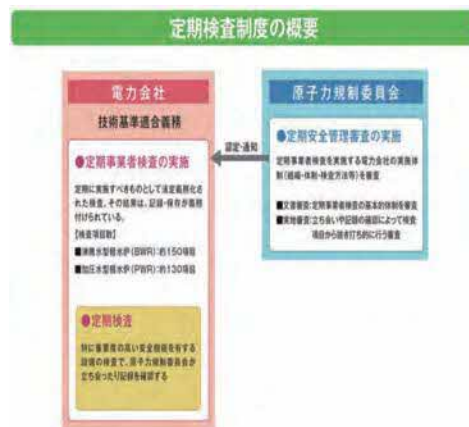 定期検査制度の概要
電力会社
技術基準適合義務
●定期事業者検査の実施
定期に実施すべきものとして法定義務化さ
れた検査。その結果は、記録・保存が義務
付けられている。
【検査項目数】
■沸騰水型軽水炉(BWR):約150項目
■加圧水型軽水炉(PWR):約130項目
●定期検査
特に重要度の高い安全機能を有する
設備の検査で、原子力規制委員会が
立ち会ったり記録を確認する
認定・通知
原子力規制委員会
●定期安全管理審査の実施
定期事業者検査を実施する電力会社の実施体
制(組織・体制・検査方法等)を審査
■文書審査:定期事業者検査の基本的体制を審査
■実地審査:立ち会いや記録の確認によって検査
項目から抜き打ち的に行う審査